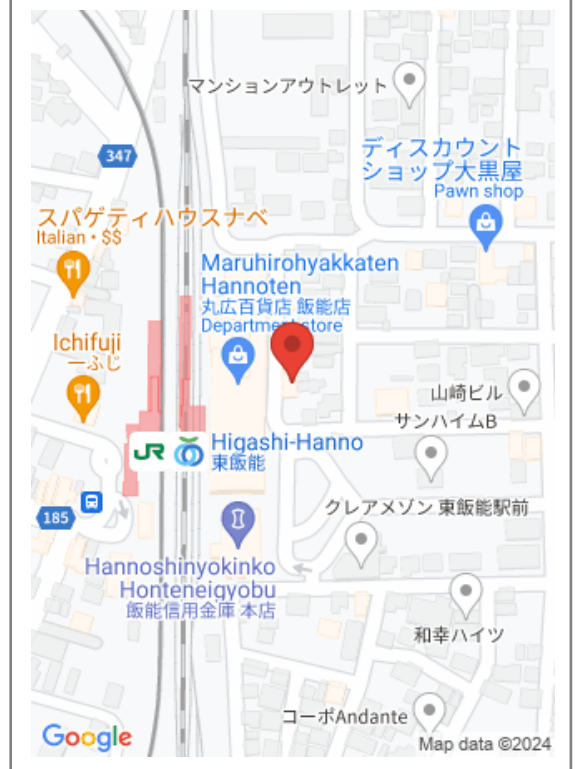 マンションアウトレット
347
ディスカウント
ショップ大黒屋
Pawn shop
スパゲティハウスナベ
Italian • $$
Maruhirohyakkaten
Hannoten
丸広百貨店 飯能店
Department store
Ichifuji
一ふじ
山崎ビル
サンハイムB
JR
Higashi-Hanno
東飯能
185
クレアメゾン 東飯能駅前
Hannoshinyokinko
Honteneigyobu
飯能信用金庫 本店
和幸ハイツ
コーポAndante
Google
Map data ©2024